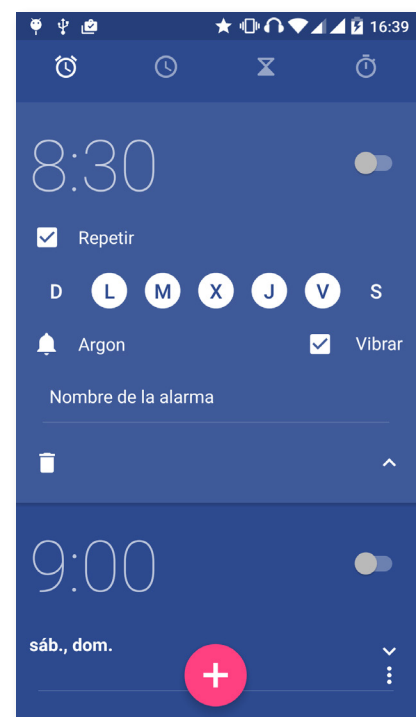 16:39
8:30
Repetir
D L M X J V S
Argon Vibrar
Nombre de la alarma
9:00
sáb., dom.